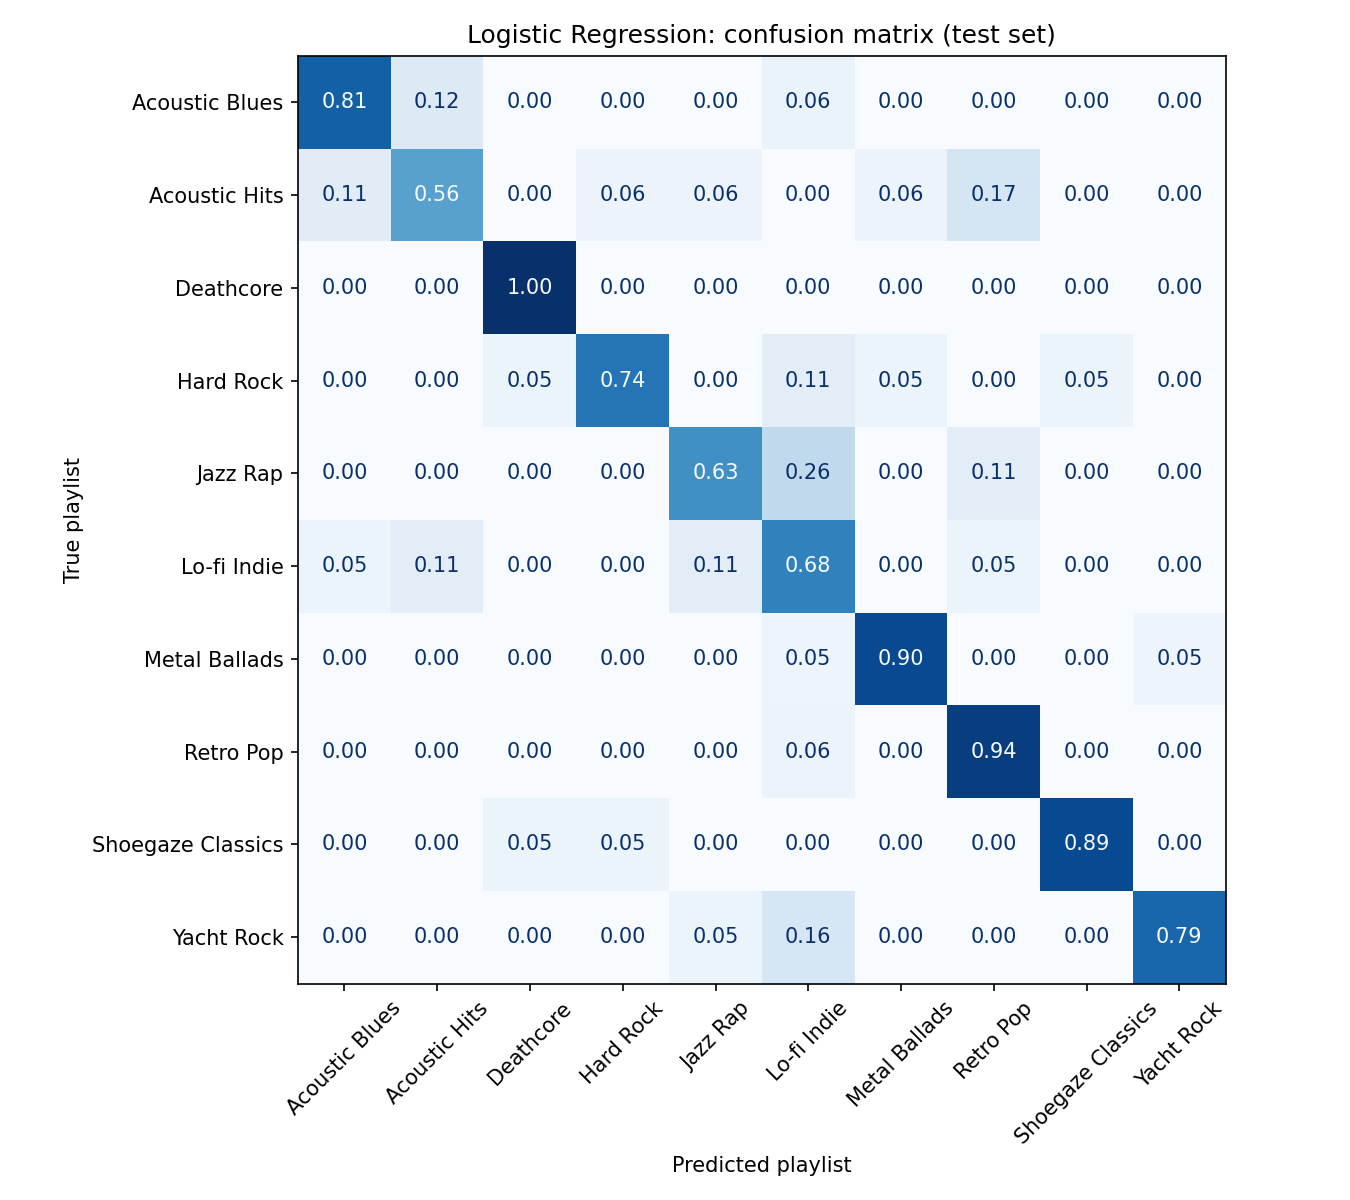 Logistic Regression: confusion matrix (test set)
Acoustic Blues 0.81 0.12 0.00 0.00 0.00 0.06 0.00 0.00 0.00 0.00
Acoustic Hits 0.11 0.56 0.00 0.06 0.06 0.00 0.06 0.17 0.00 0.00
Deathcore 0.00 0.00 1.00 0.00 0.00 0.00 0.00 0.00 0.00 0.00
Hard Rock 0.00 0.00 0.05 0.74 0.00 0.11 0.05 0.00 0.05 0.00
Jazz Rap 0.00 0.00 0.00 0.00 0.63 0.26 0.00 0.11 0.00 0.00
Lo-fi Indie 0.05 0.11 0.00 0.00 0.11 0.68 0.00 0.05 0.00 0.00
Metal Ballads 0.00 0.00 0.00 0.00 0.00 0.05 0.90 0.00 0.00 0.05
Retro Pop 0.00 0.00 0.00 0.00 0.00 0.06 0.00 0.94 0.00 0.00
Shoegaze Classics 0.00 0.00 0.05 0.05 0.00 0.00 0.00 0.00 0.89 0.00
Yacht Rock 0.00 0.00 0.00 0.00 0.05 0.16 0.00 0.00 0.00 0.79
True playlist
Acoustic Blues
Acoustic Hits
Deathcore
Hard Rock
Jazz Rap
Lo-fi Indie
Metal Ballads
Retro Pop
Shoegaze Classics
Yacht Rock
Predicted playlist